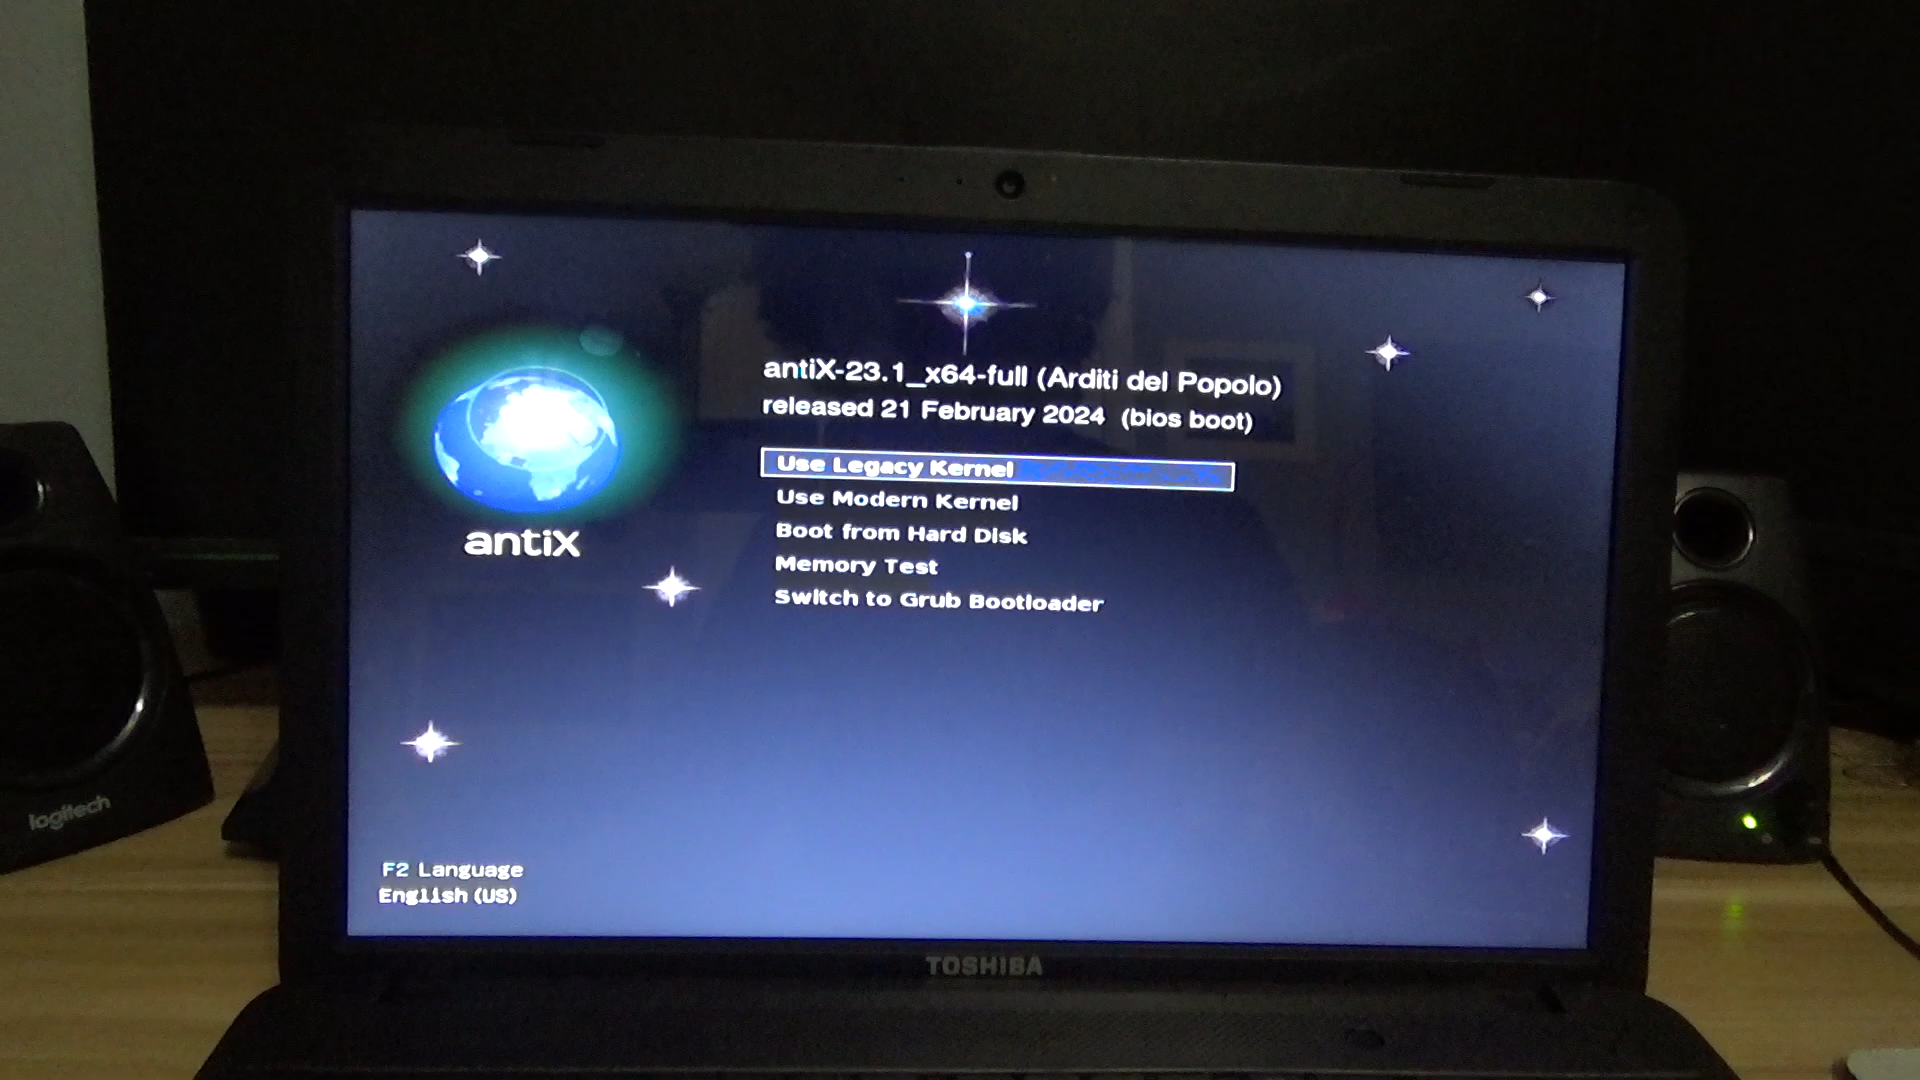 antiX-23.1_x64-full (Arditi del Popolo)
released 21 February 2024 (bios boot)
Use Legacy Kernel
Use Modern Kernel
Boot from Hard Disk
Memory Test
Switch to Grub Bootloader
antiX
F2 Language
English (US)
TOSHIBA
logitech